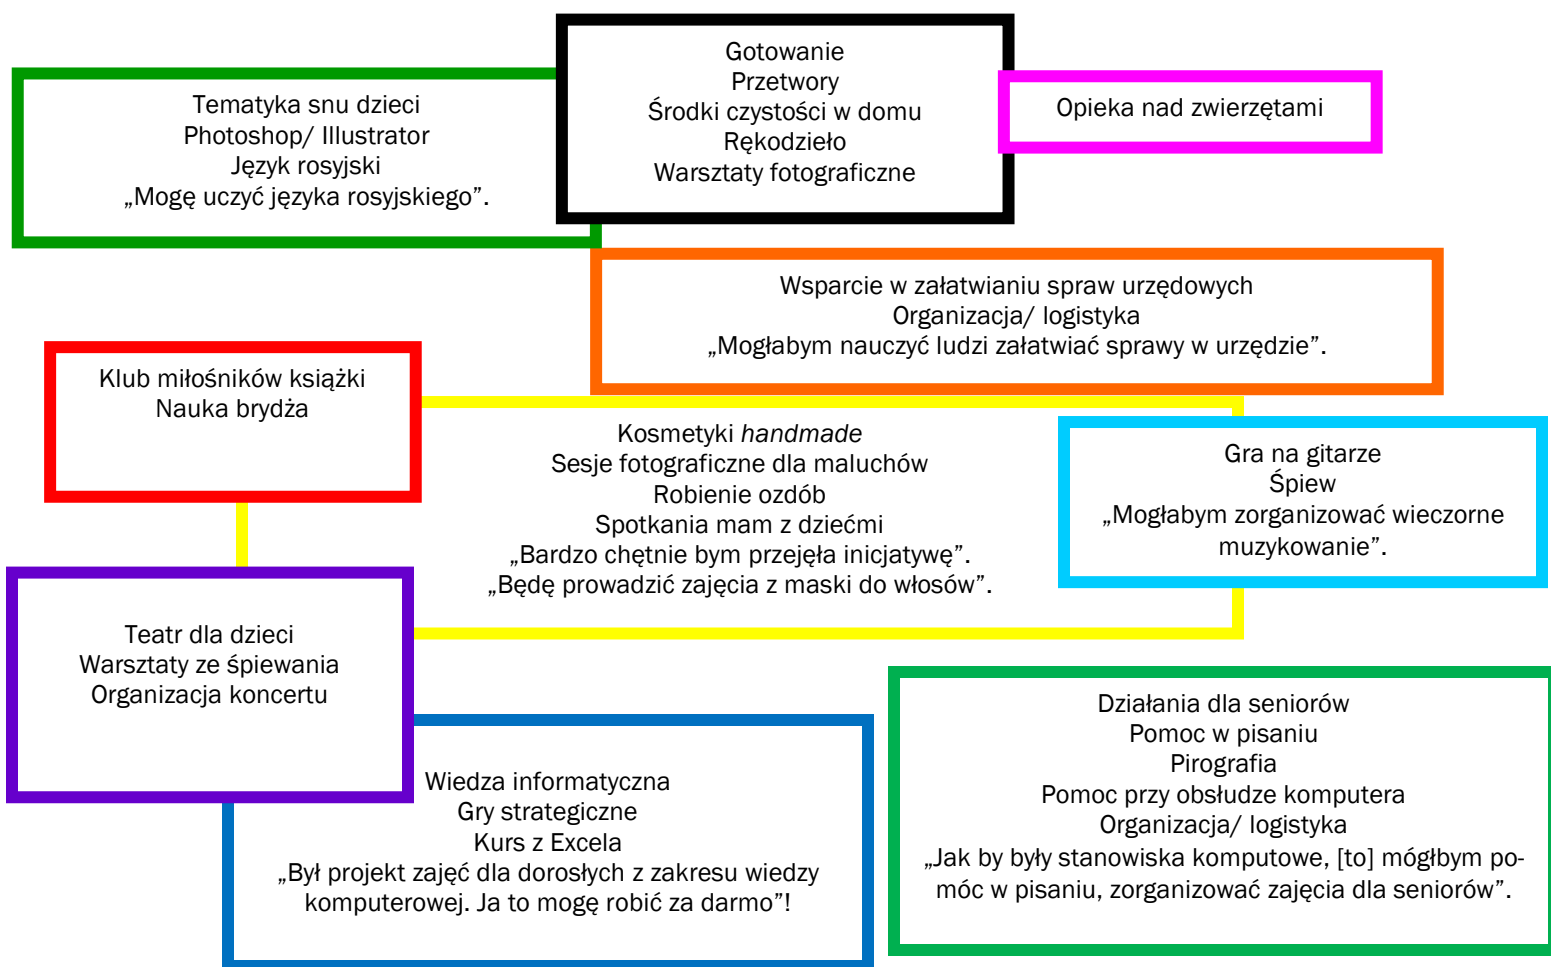 Gotowanie
Przetwory
Środki czystości w domu
Rękodzieło
Warsztaty fotograficzne
Tematyka snu dzieci
Photoshop/ Illustrator
Język rosyjski
„Mogę uczyć języka rosyjskiego”.
Opieka nad zwierzętami
Wsparcie w załatwianiu spraw urzędowych
Organizacja/ logistyka
„Mogłabym nauczyć ludzi załatwiać sprawy w urzędzie”.
Klub miłośników książki
Nauka brydża
Kosmetyki handmade
Sesje fotograficzne dla maluchów
Robienie ozdób
Spotkania mam z dziećmi
„Bardzo chętnie bym przejęła inicjatywę”.
„Będę prowadzić zajęcia z maski do włosów”.
Gra na gitarze
Śpiew
„Mogłabym zorganizować wieczorne
muzykowanie”.
Teatr dla dzieci
Warsztaty ze śpiewania
Organizacja koncertu
Wiedza informatyczna
Gry strategiczne
Kurs z Excela
„Był projekt zajęć dla dorosłych z zakresu wiedzy
komputerowej. Ja to mogę robić za darmo”!
Działania dla seniorów
Pomoc w pisaniu
Pirografia
Pomoc przy obsłudze komputera
Organizacja/ logistyka
„Jak by były stanowiska komputowe, [to] mógłbym po-
móc w pisaniu, zorganizować zajęcia dla seniorów”.